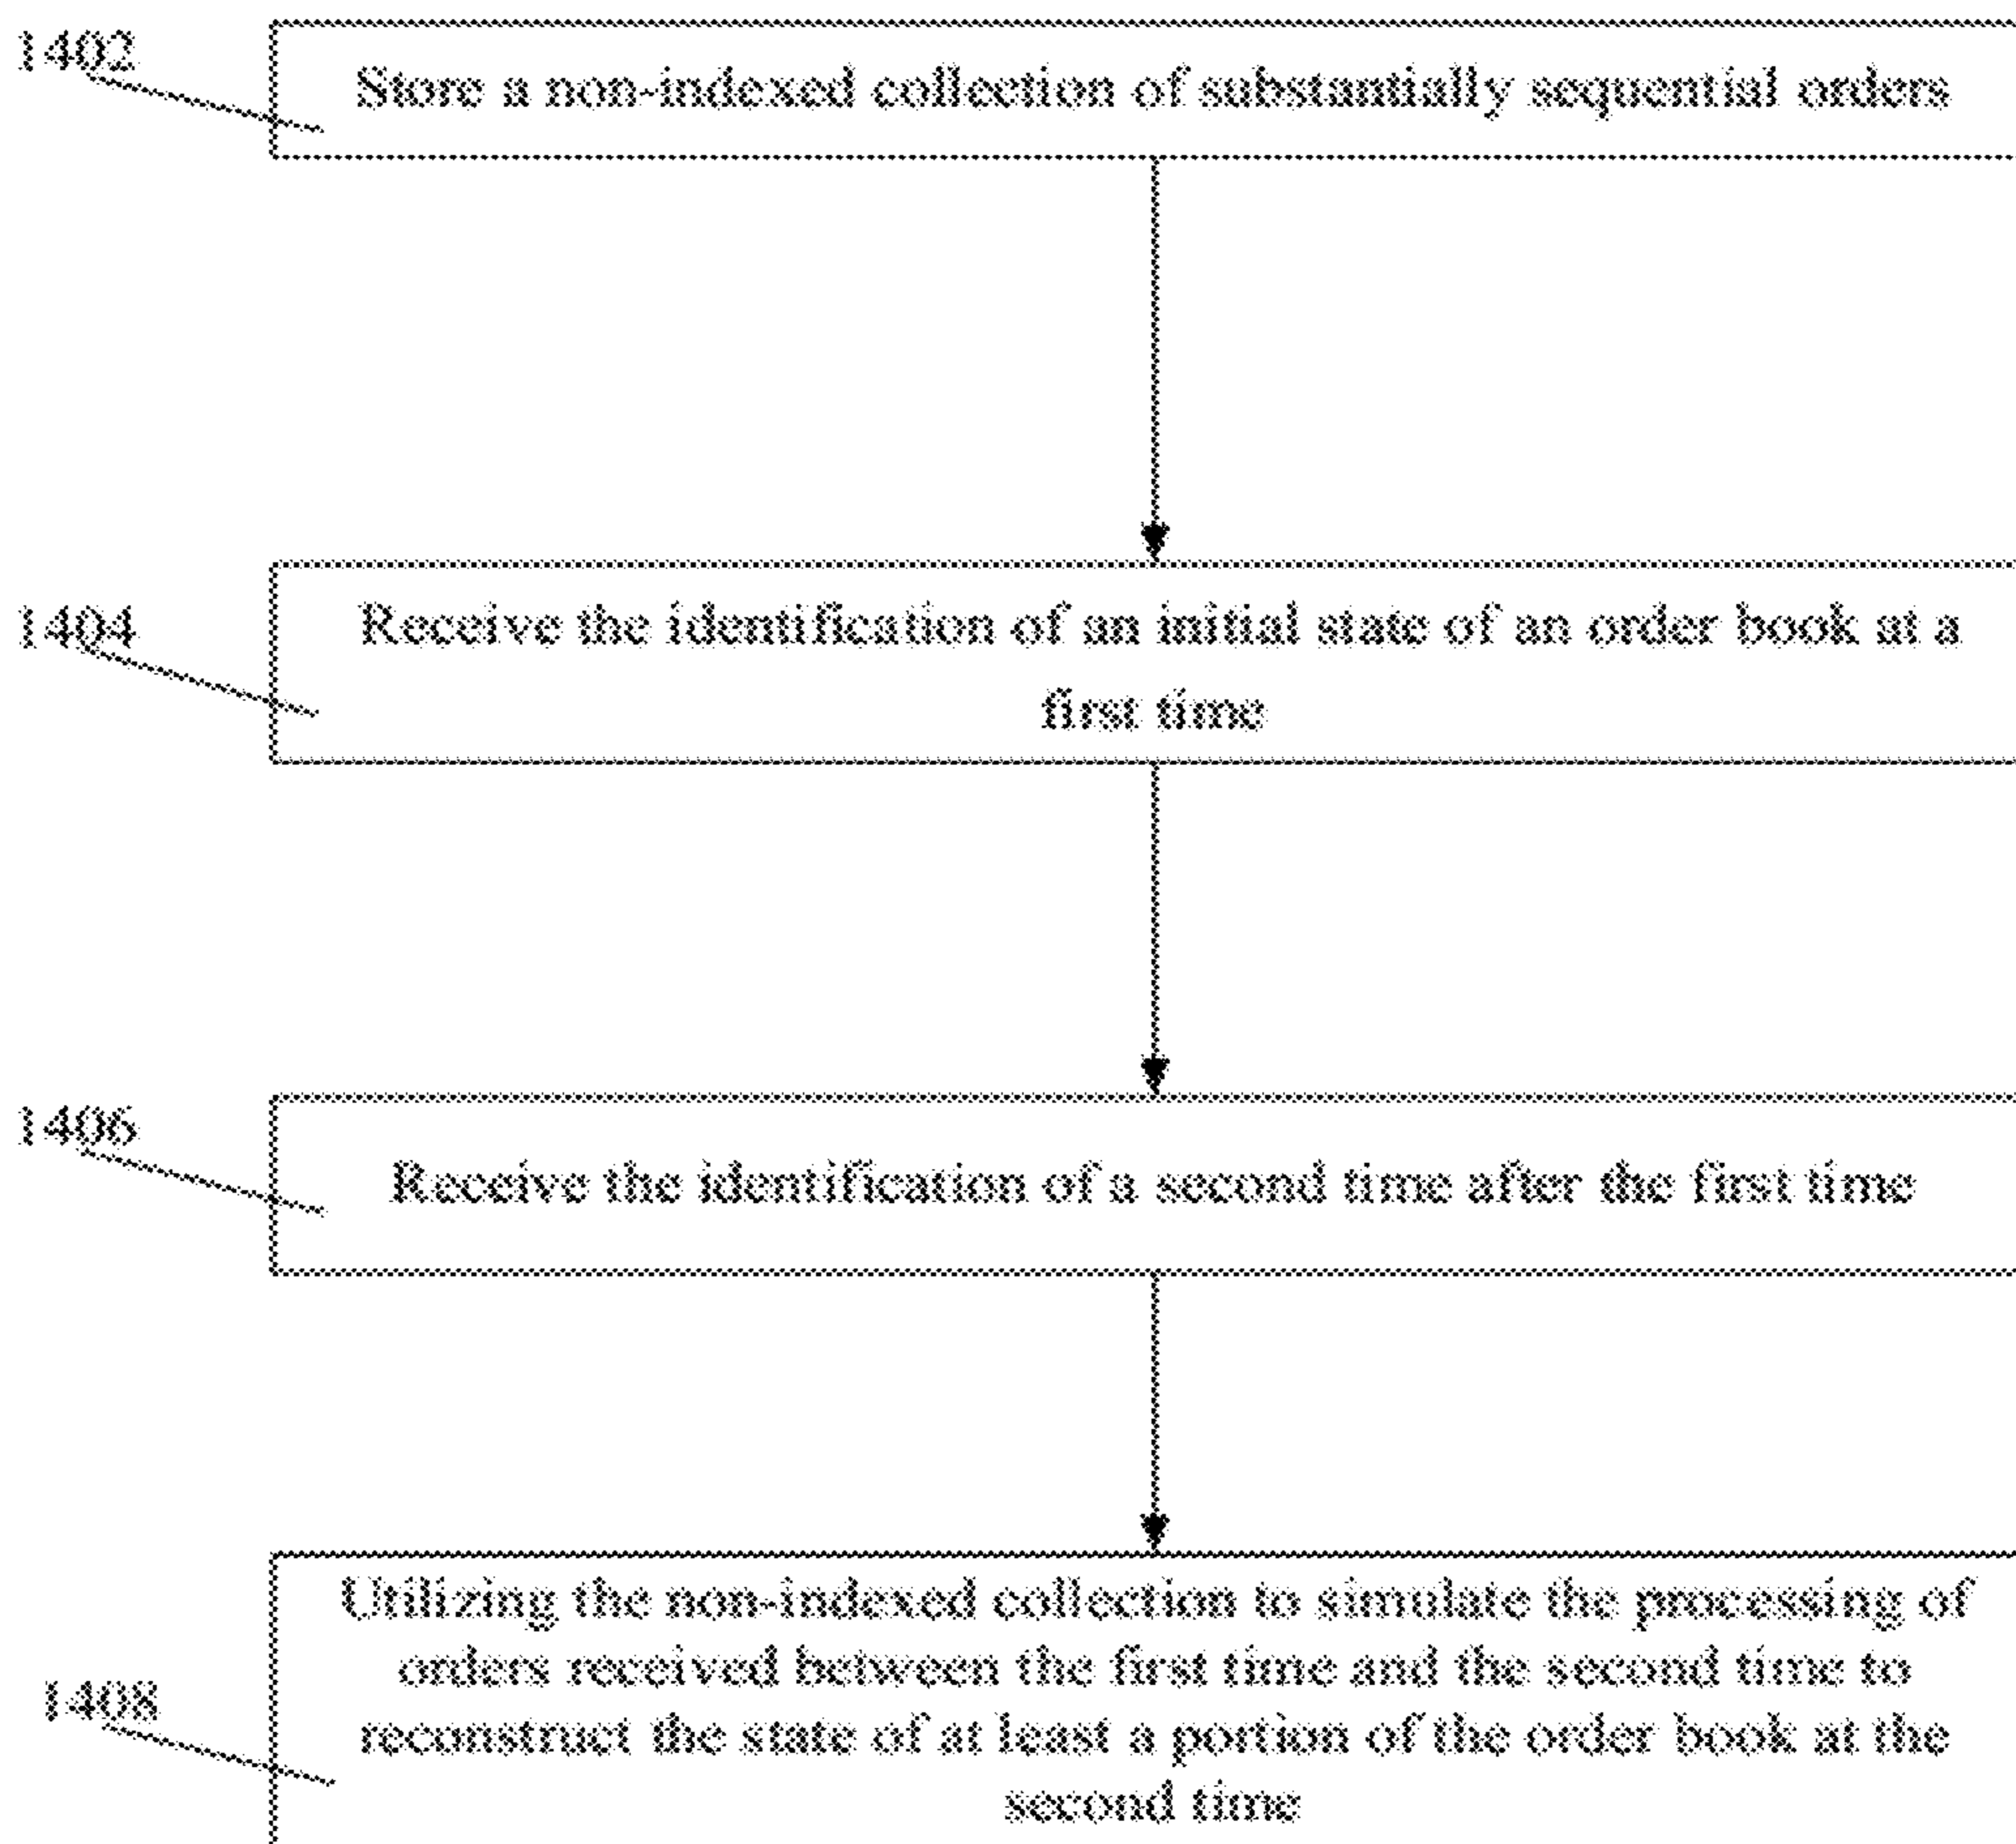 1402
Store a non-indexed collection of substantially sequential orders
1404
Receive the identification of an initial state of an order book at a
first time
1406
Receive the identification of a second time after the first time
Utilizing the non-indexed collection to simulate the processing of
orders received between the first time and the second time to
1408
reconstruct the state of at least a portion of the order book at the
second time